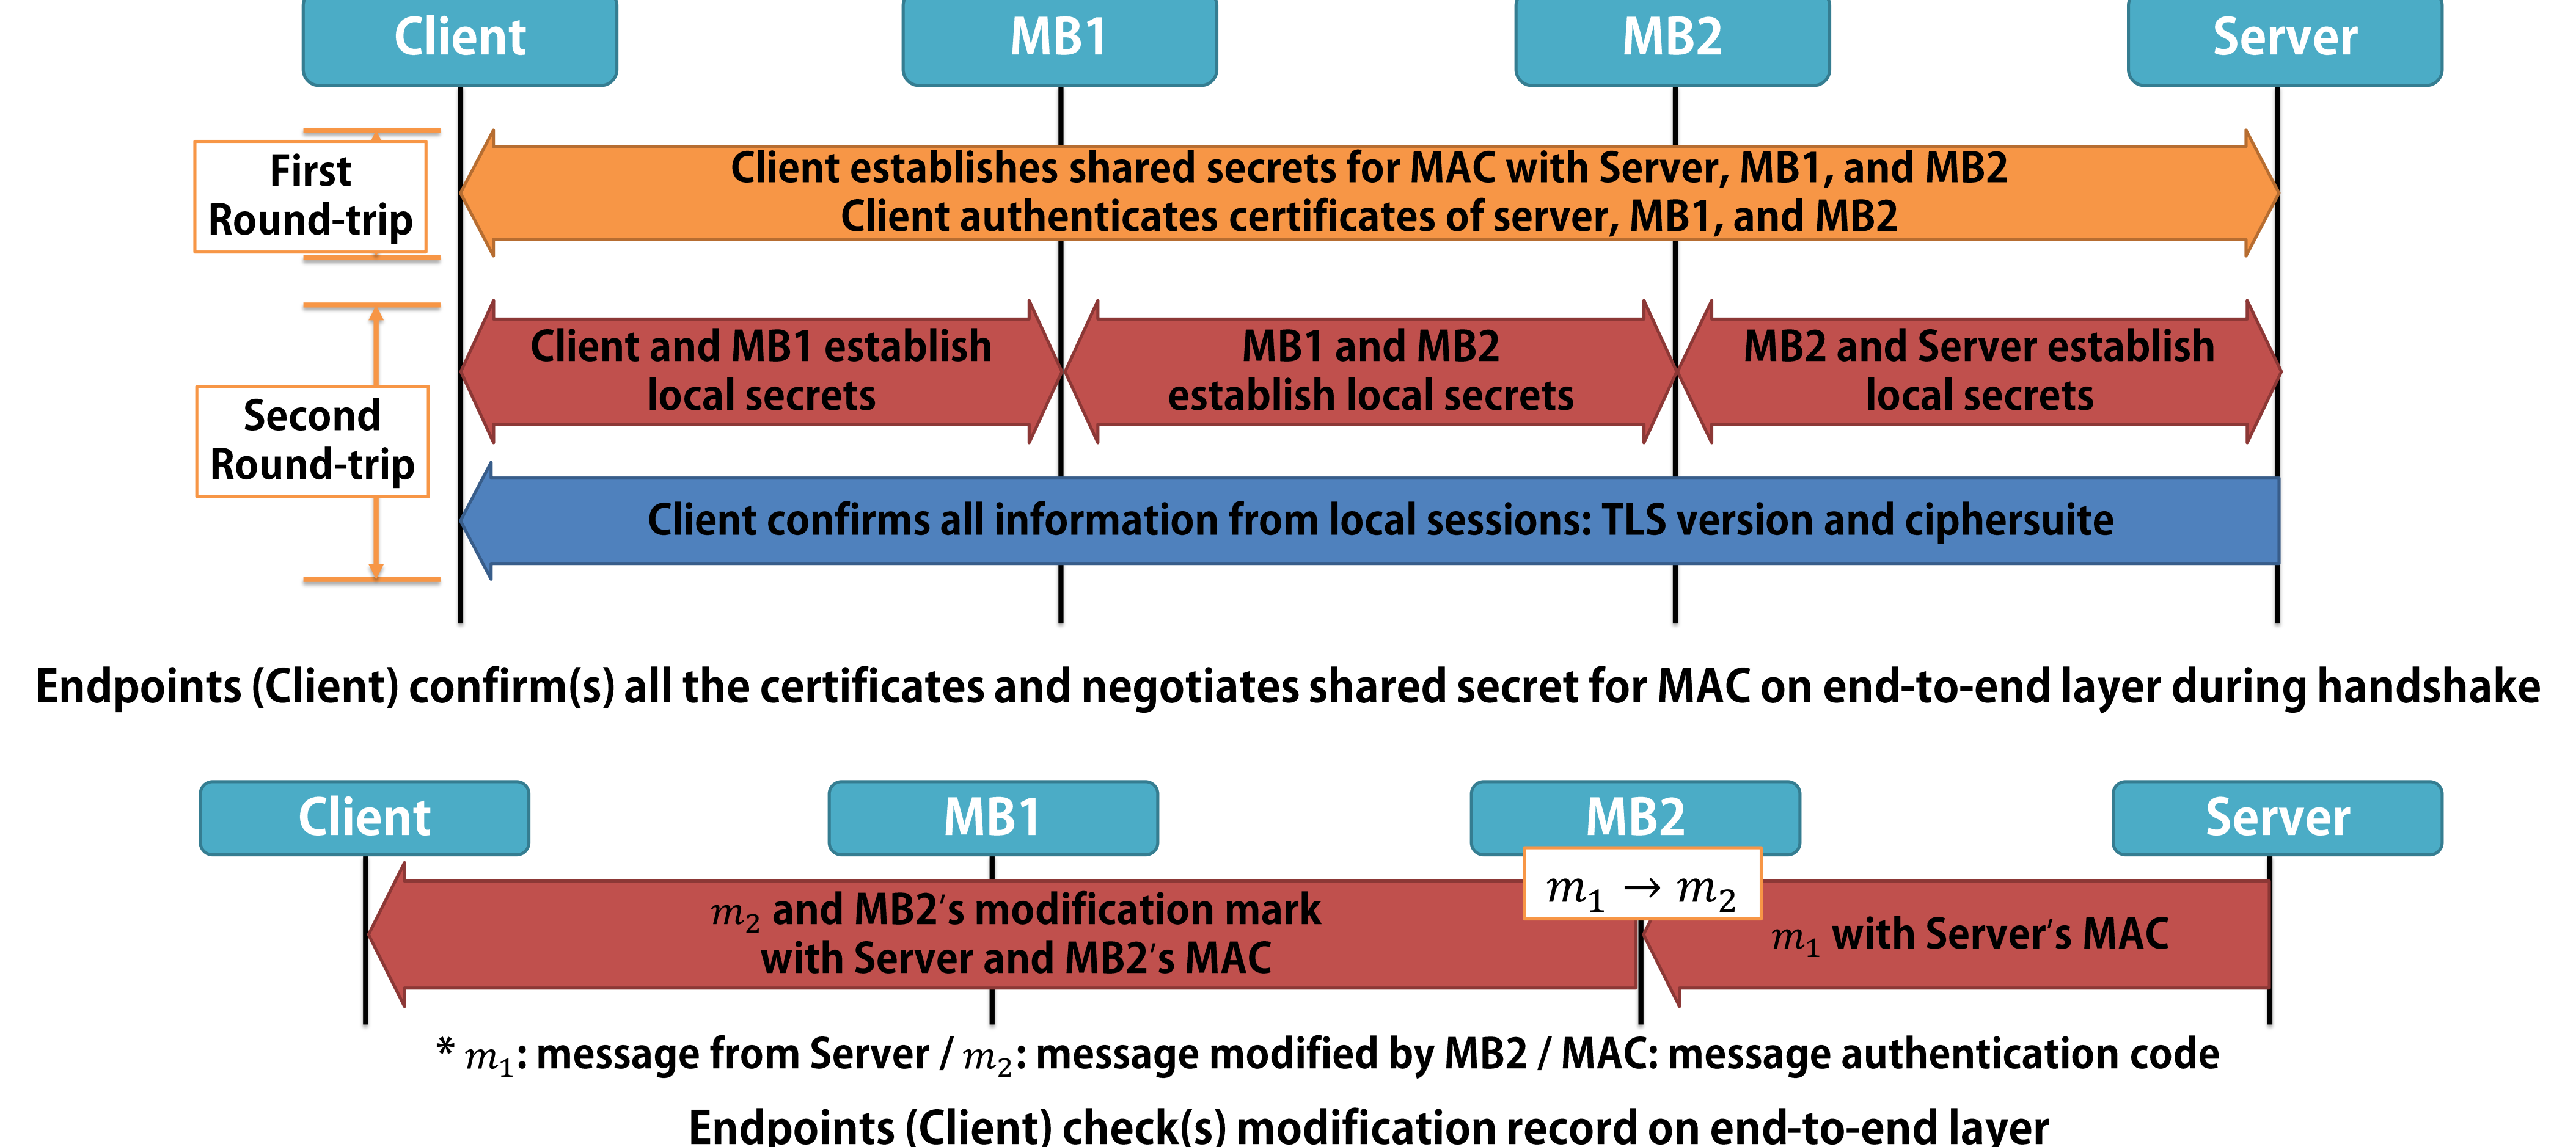 Client MB1 MB2 Server
First
Round-trip
Client establishes shared secrets for MAC with Server, MB1, and MB2
Client authenticates certificates of server, MB1, and MB2
Second
Round-trip
Client and MB1 establish
local secrets
MB1 and MB2
establish local secrets
MB2 and Server establish
local secrets
Client confirms all information from local sessions: TLS version and ciphersuite
Endpoints (Client) confirm(s) all the certificates and negotiates shared secret for MAC on end-to-end layer during handshake
Client MB1 MB2 Server
m₁ → m₂
m₂ and MB2's modification mark
with Server and MB2's MAC
m₁ with Server's MAC
* m₁: message from Server / m₂: message modified by MB2 / MAC: message authentication code
Endpoints (Client) check(s) modification record on end-to-end layer